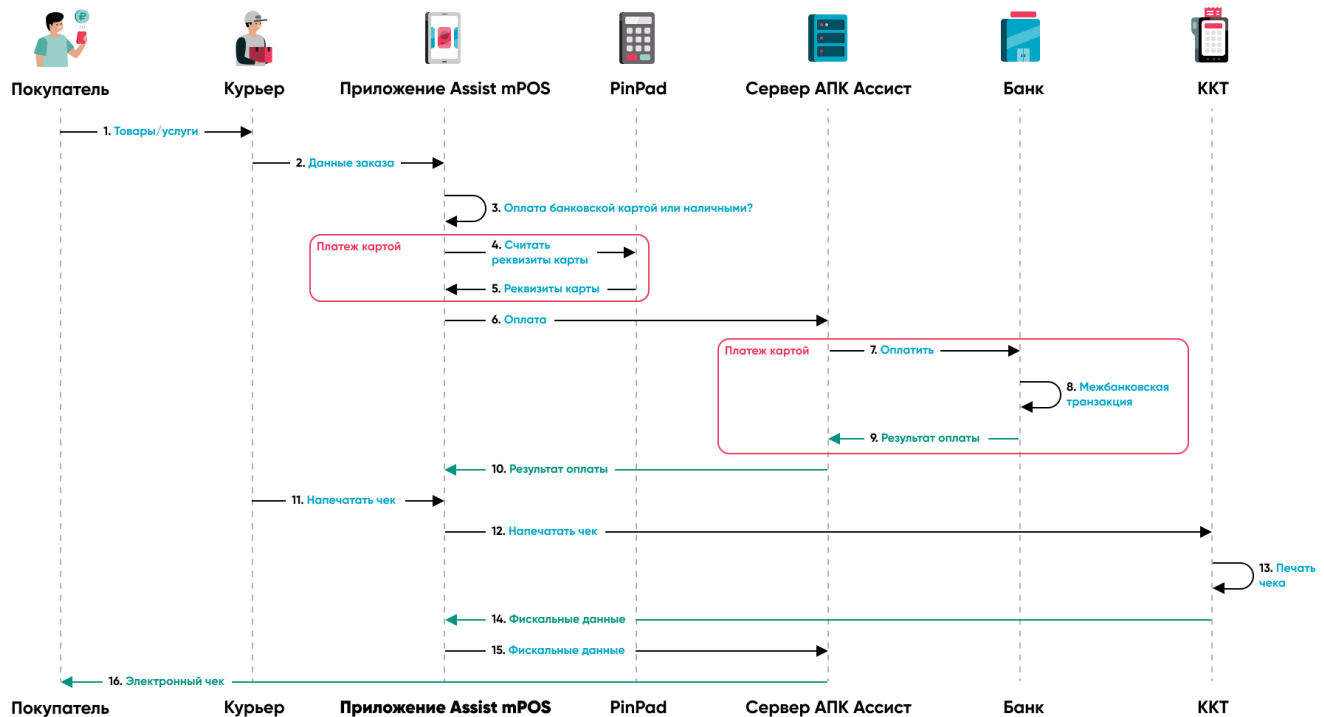 ₽
Покупатель Курьер Приложение Assist mPOS PinPad Сервер АПК Ассист Банк ККТ
1. Товары/услуги
2. Данные заказа
3. Оплата банковской картой или наличными?
Платеж картой
4. Считать
реквизиты карты
5. Реквизиты карты
6. Оплата
Платеж картой
7. Оплатить
8. Межбанковская
транзакция
9. Результат оплаты
10. Результат оплаты
11. Напечатать чек
12. Напечатать чек
13. Печать
чека
14. Фискальные данные
15. Фискальные данные
16. Электронный чек
Покупатель Курьер Приложение Assist mPOS PinPad Сервер АПК Ассист Банк ККТ